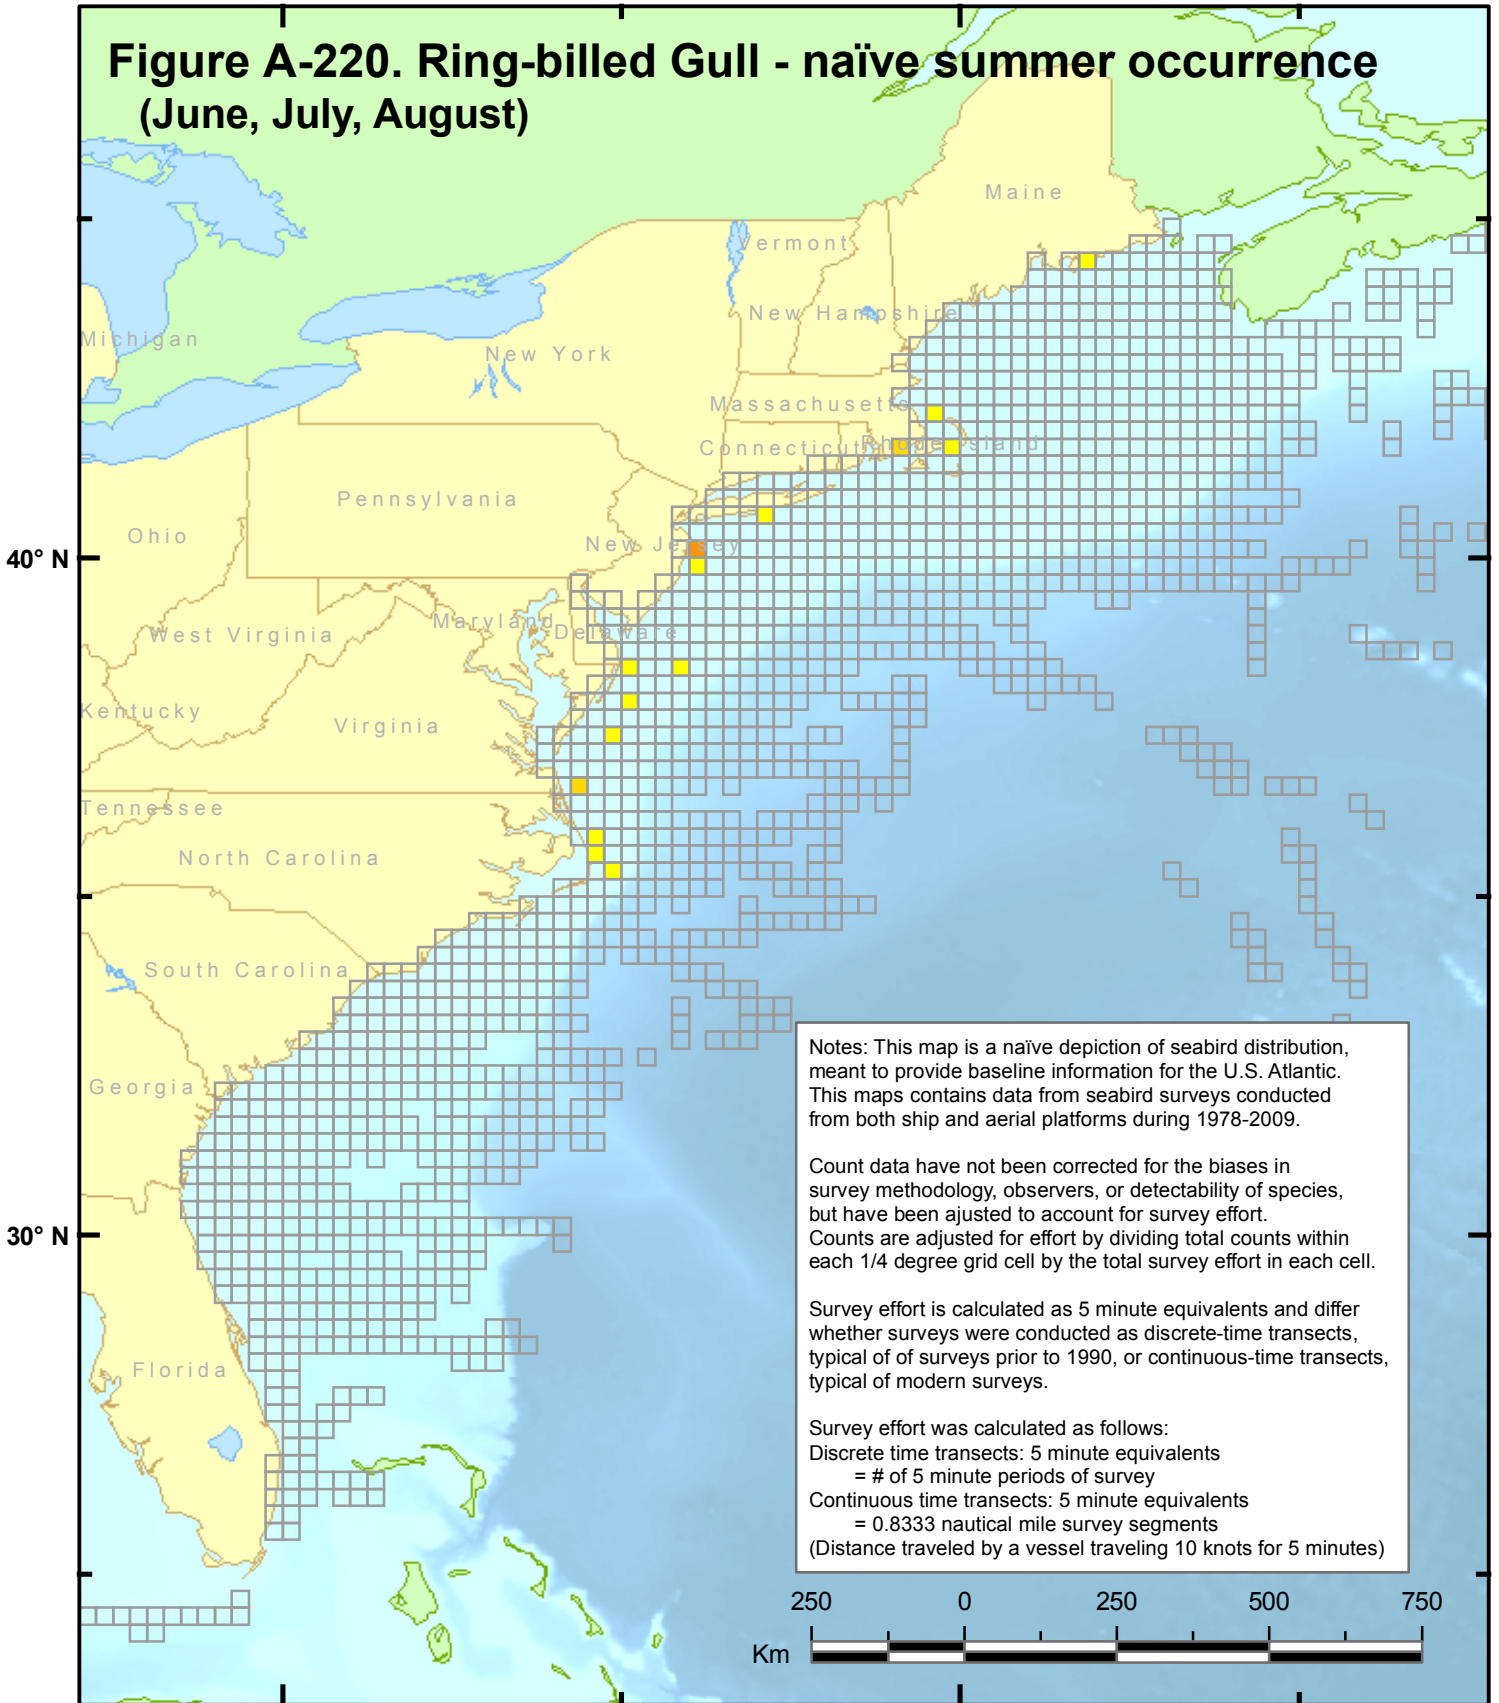 Figure A-220. Ring-billed Gull - naïve summer occurrence
(June, July, August)
Maine
Vermont
New Hampshire
Michigan
New York
Massachusetts
Connecticut
Rhode Island
Pennsylvania
Ohio
New Jersey
40° N
Maryland
Delaware
West Virginia
Kentucky
Virginia
Tennessee
North Carolina
South Carolina
Georgia
30° N
Florida
Notes: This map is a naïve depiction of seabird distribution,
meant to provide baseline information for the U.S. Atlantic.
This maps contains data from seabird surveys conducted
from both ship and aerial platforms during 1978-2009.
Count data have not been corrected for the biases in
survey methodology, observers, or detectability of species,
but have been ajusted to account for survey effort.
Counts are adjusted for effort by dividing total counts within
each 1/4 degree grid cell by the total survey effort in each cell.
Survey effort is calculated as 5 minute equivalents and differ
whether surveys were conducted as discrete-time transects,
typical of of surveys prior to 1990, or continuous-time transects,
typical of modern surveys.
Survey effort was calculated as follows:
Discrete time transects: 5 minute equivalents
= # of 5 minute periods of survey
Continuous time transects: 5 minute equivalents
= 0.8333 nautical mile survey segments
(Distance traveled by a vessel traveling 10 knots for 5 minutes)
250 0 250 500 750
Km